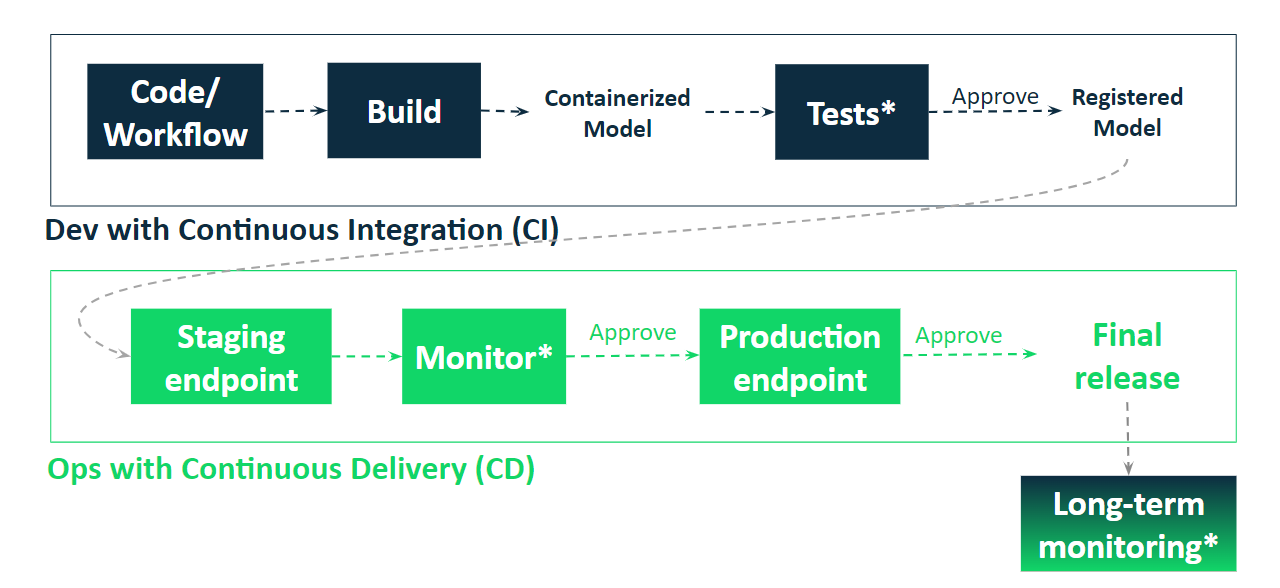 Code/
Workflow
Build
Containerized
Model
Tests*
Approve
Registered
Model
Dev with Continuous Integration (CI)
Staging
endpoint
Monitor*
Approve
Production
endpoint
Approve
Final
release
Ops with Continuous Delivery (CD)
Long-term
monitoring*